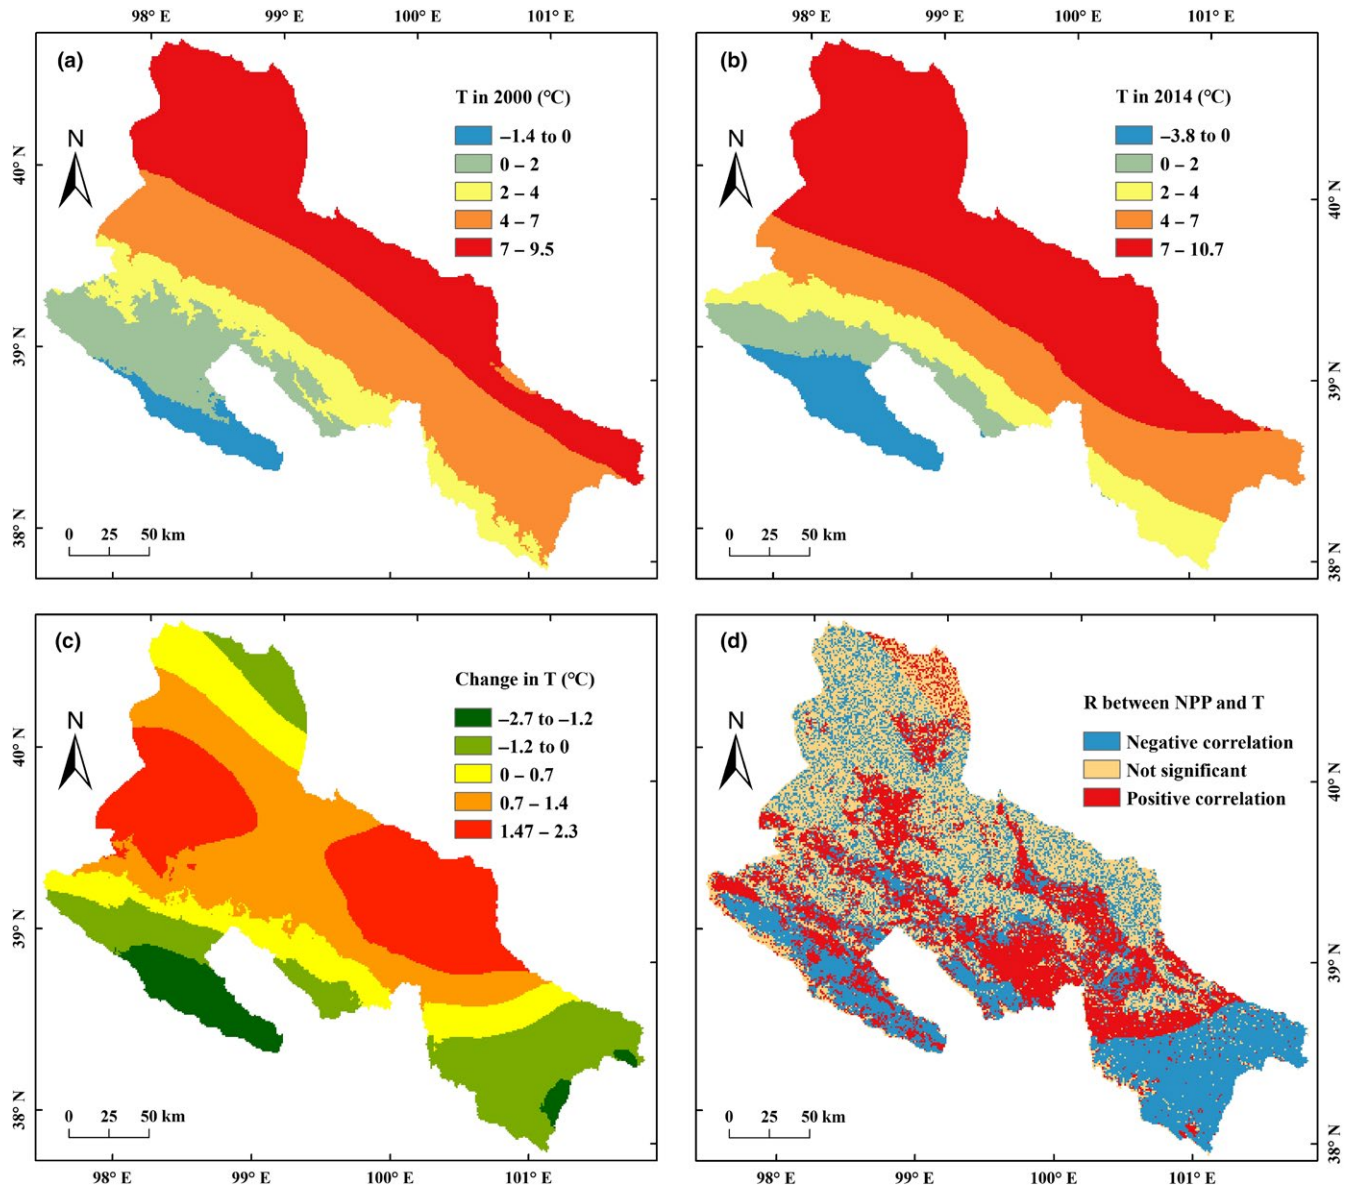 98° E 99° E 100° E 101° E
98° E 99° E 100° E 101° E
(a)
T in 2000 (°C)
–1.4 to 0
0 – 2
2 – 4
4 – 7
7 – 9.5
N
40° N
39° N
38° N
0 25 50 km
(b)
T in 2014 (°C)
–3.8 to 0
0 – 2
2 – 4
4 – 7
7 – 10.7
N
40° N
39° N
38° N
0 25 50 km
(c)
Change in T (°C)
–2.7 to –1.2
–1.2 to 0
0 – 0.7
0.7 – 1.4
1.47 – 2.3
N
40° N
39° N
38° N
0 25 50 km
98° E 99° E 100° E 101° E
(d)
R between NPP and T
Negative correlation
Not significant
Positive correlation
N
40° N
39° N
38° N
0 25 50 km
98° E 99° E 100° E 101° E